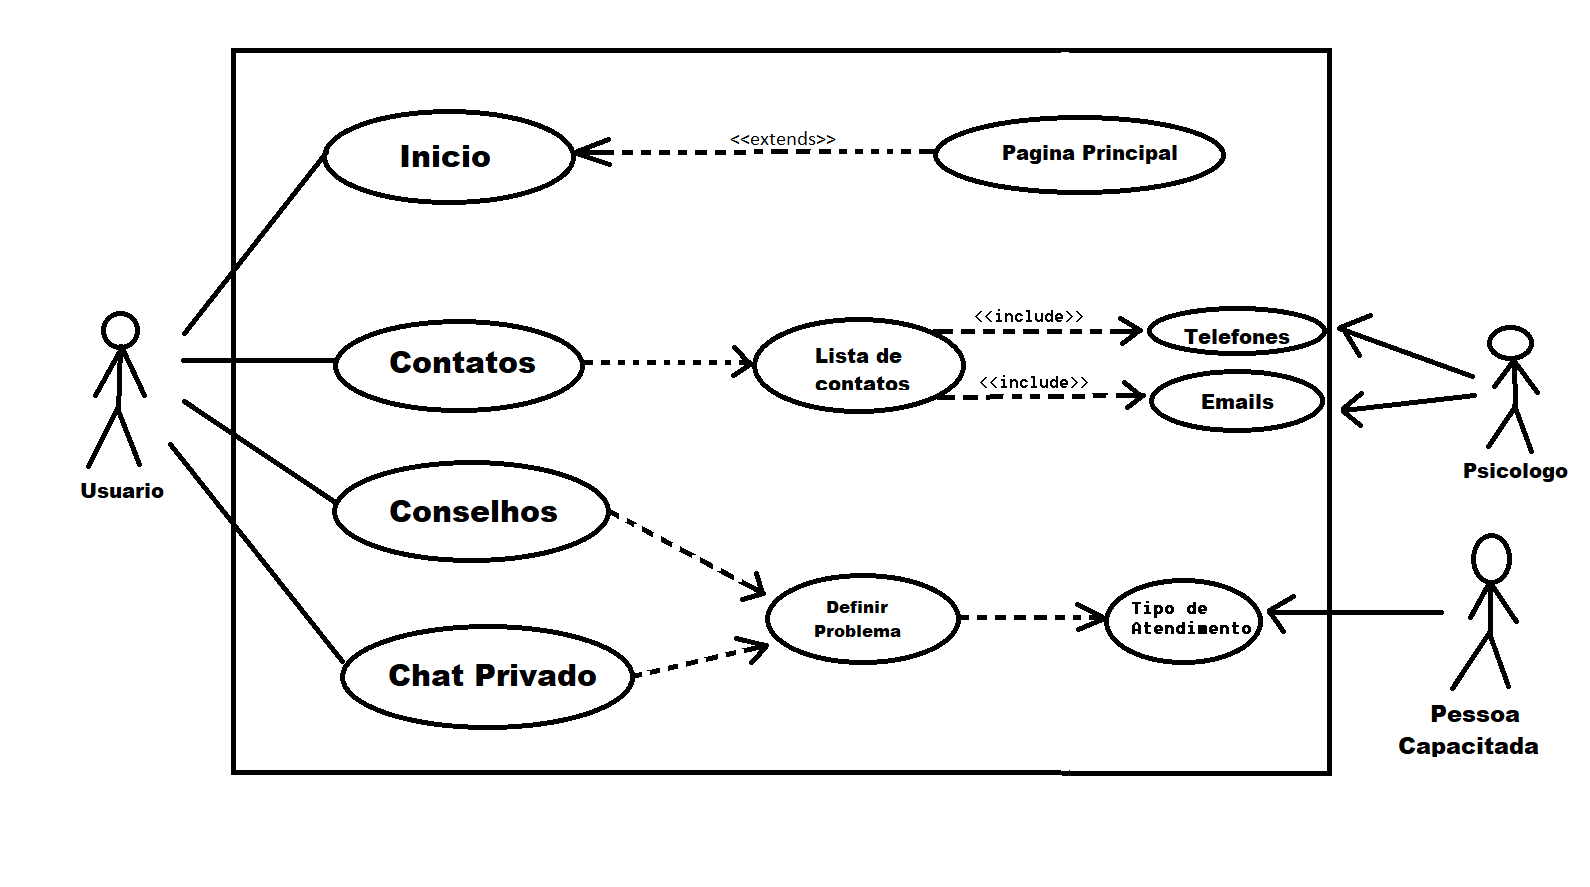 Inicio
<<extends>>
Pagina Principal
Contatos
Lista de
contatos
<<include>>
Telefones
<<include>>
Emails
Usuario
Psicologo
Conselhos
Definir
Problema
Tipo de
Atendimento
Chat Privado
Pessoa
Capacitada